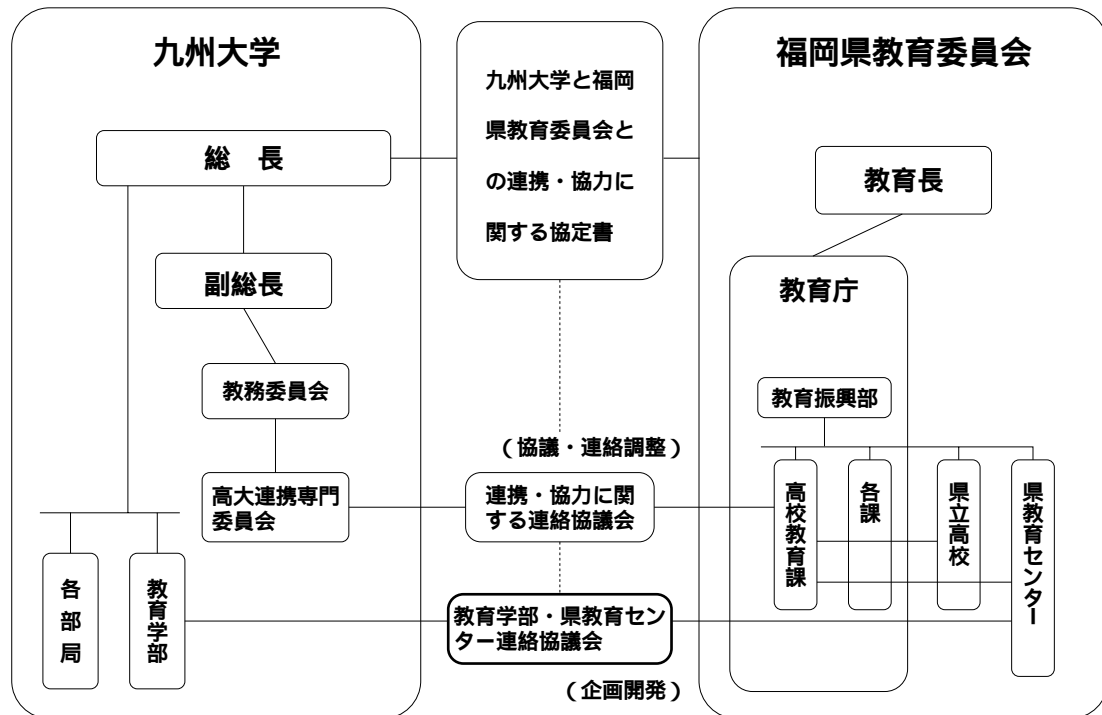 九州大学
総 長
副総長
教務委員会
高大連携専門
委員会
各部局
教育学部
九州大学と福岡
県教育委員会と
の連携・協力に
関する協定書
（協議・連絡調整）
連携・協力に関
する連絡協議会
教育学部・県教育セン
ター連絡協議会
（企画開発）
福岡県教育委員会
教育長
教育庁
教育振興部
高校教育課
各課
県立高校
県教育センター